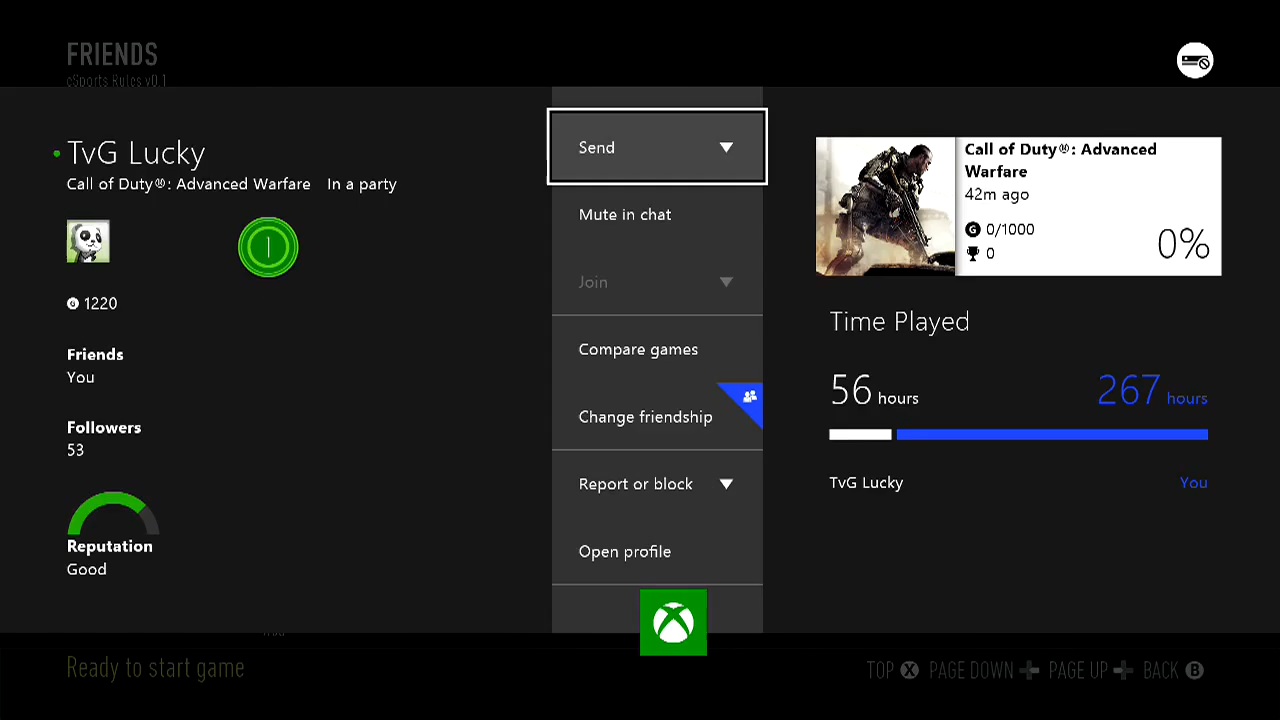 FRIENDS
eSports Rules v0.1
TvG Lucky
Call of Duty®: Advanced Warfare In a party
G 1220
Friends
You
Followers
53
Reputation
Good
Send
Mute in chat
Join
Compare games
Change friendship
Report or block
Open profile
Call of Duty®: Advanced
Warfare
42m ago
G 0/1000
0
0%
Time Played
56 hours
267 hours
TvG Lucky
You
Ready to start game
TOP X PAGE DOWN PAGE UP BACK B